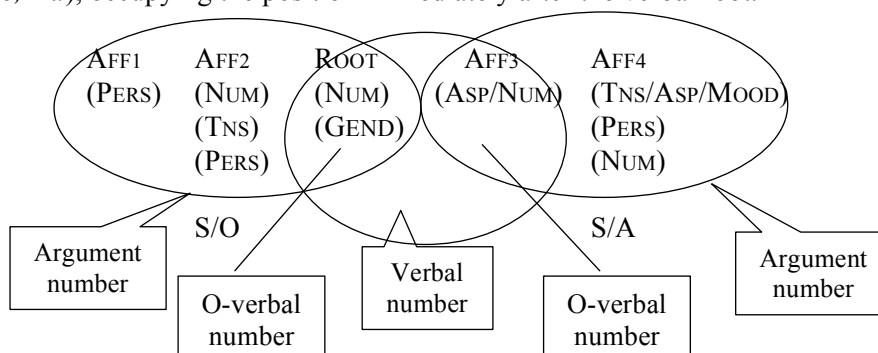 AFF1 AFF2 ROOT AFF3 AFF4
(PERS) (NUM) (NUM) (ASP/NUM) (TNS/ASP/MOOD)
(TNS) (GEND) (PERS)
(PERS) (NUM)
S/O S/A
Argument number
Verbal number
Argument number
O-verbal number
O-verbal number